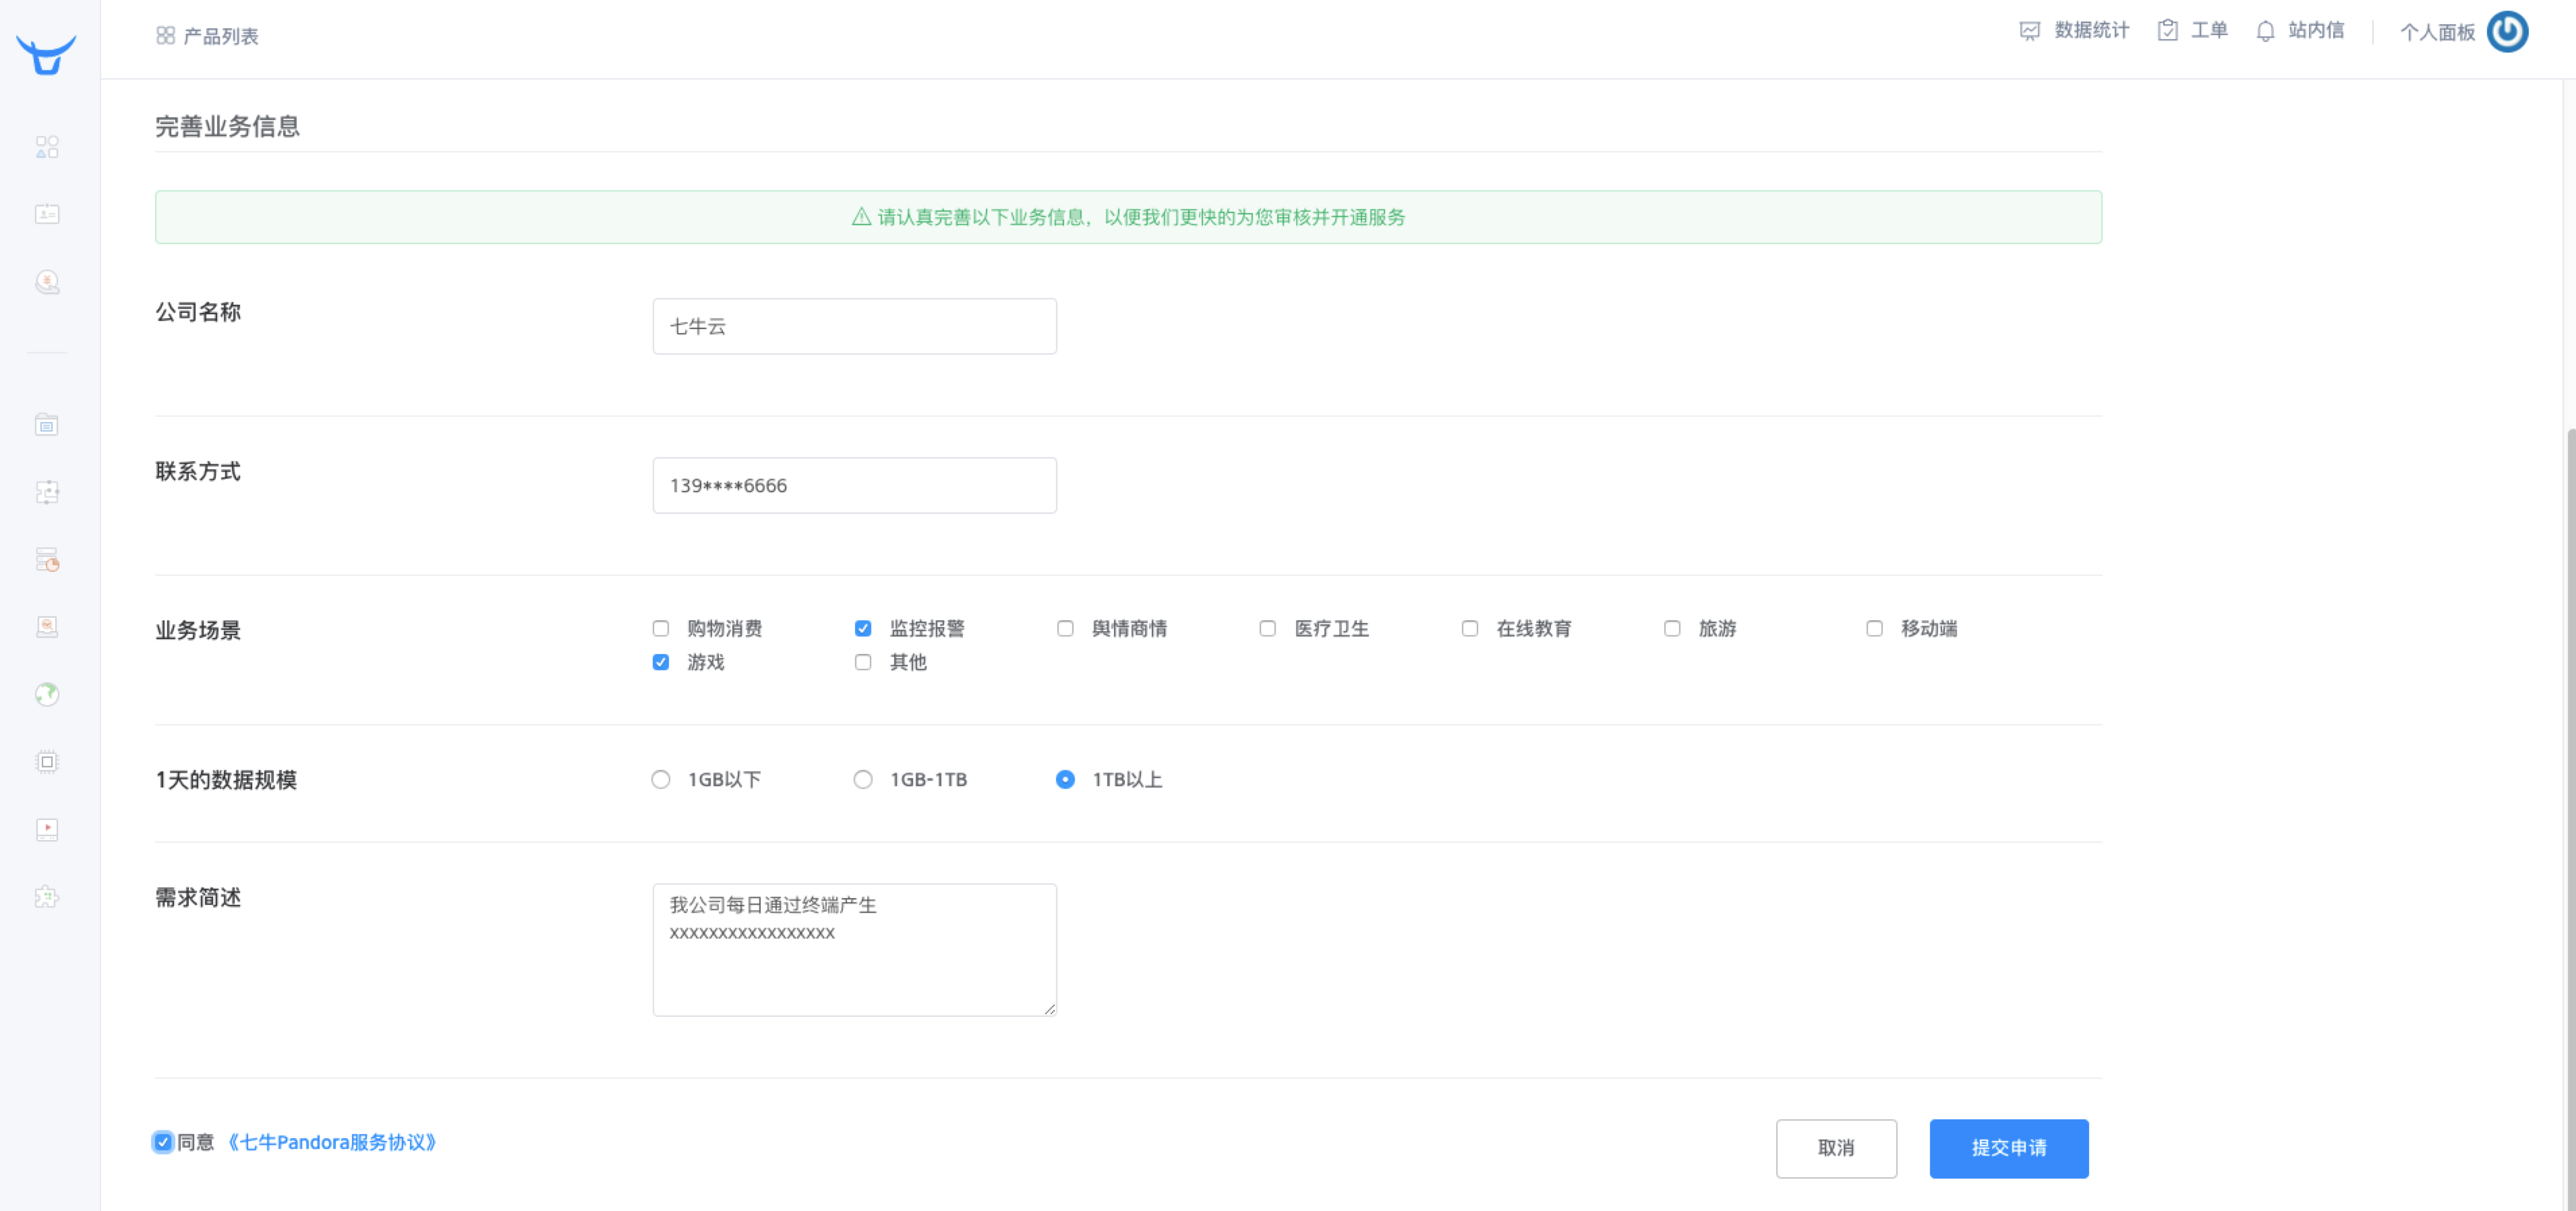 产品列表
数据统计 工单 站内信 个人面板
完善业务信息
请认真完善以下业务信息，以便我们更快的为您审核并开通服务
公司名称
七牛云
联系方式
139****6666
业务场景
购物消费 监控报警 舆情商情 医疗卫生 在线教育 旅游 移动端
游戏 其他
1天的数据规模
1GB以下 1GB-1TB 1TB以上
需求简述
我公司每日通过终端产生
xxxxxxxxxxxxxxxxx
同意《七牛Pandora服务协议》
取消 提交申请